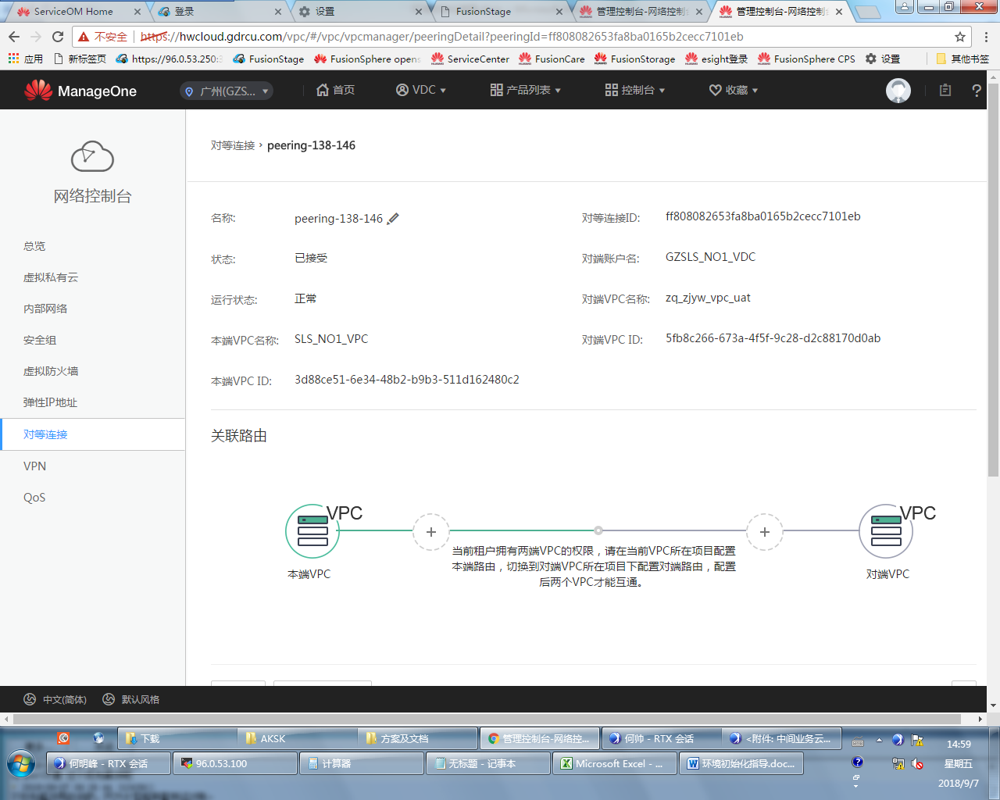 ServiceOM Home
登录
设置
FusionStage
管理控制台-网络控制
管理控制台-网络控制
不安全 https://hwcloud.gdrcu.com/vpc/#/vpc/vpcmanager/peeringDetail?peeringId=ff808082653fa8ba0165b2cecc7101eb
应用 新标签页 https://96.0.53.250: FusionStage FusionSphere opens ServiceCenter FusionCare FusionStorage esight登录 FusionSphere CPS 设置 其他书签
ManageOne 广州(GZS... 首页 VDC 产品列表 控制台 收藏 ?
网络控制台
总览
虚拟私有云
内部网络
安全组
虚拟防火墙
弹性IP地址
对等连接
VPN
QoS
对等连接 › peering-138-146
名称: peering-138-146 对等连接ID: ff808082653fa8ba0165b2cecc7101eb
状态: 已接受 对端账户名: GZSLS_NO1_VDC
运行状态: 正常 对端VPC名称: zq_zjyw_vpc_uat
本端VPC名称: SLS_NO1_VPC 对端VPC ID: 5fb8c266-673a-4f5f-9c28-d2c88170d0ab
本端VPC ID: 3d88ce51-6e34-48b2-b9b3-511d162480c2
关联路由
VPC VPC
当前租户拥有两端VPC的权限，请在当前VPC所在项目配置
本端路由，切换到对端VPC所在项目下配置对端路由，配置
后两个VPC才能互通。
本端VPC 对端VPC
中文(简体) 默认风格
下载 AKSK 方案及文档 管理控制台-网络控... 何帅 - RTX 会话 <附件: 中间业务云...
何明峰 - RTX 会话 96.0.53.100 计算器 无标题 - 记事本 Microsoft Excel - ... 环境初始化指导.doc...
14:59
星期五
2018/9/7